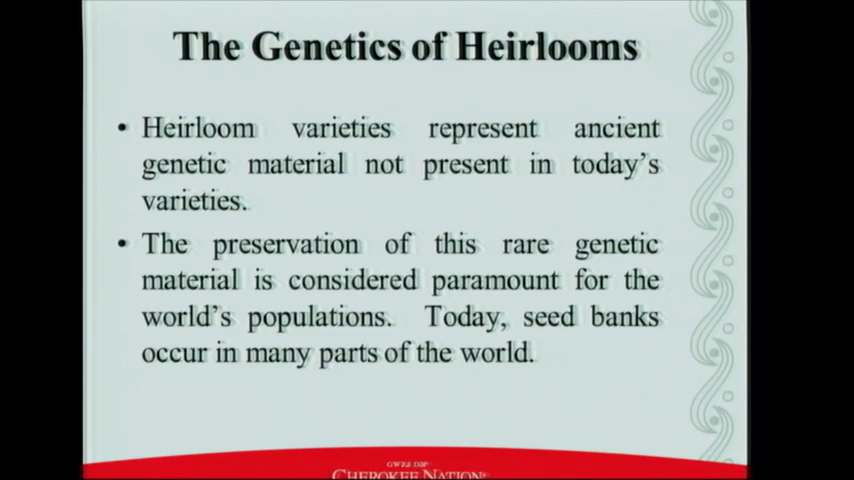 The Genetics of Heirlooms
• Heirloom varieties represent ancient
genetic material not present in today's
varieties.
• The preservation of this rare genetic
material is considered paramount for the
world's populations. Today, seed banks
occur in many parts of the world.
CHEROKEE NATION